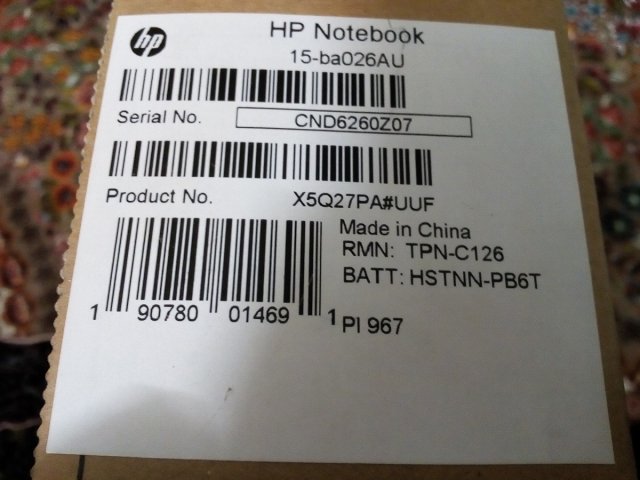 hp
HP Notebook
15-ba026AU
Serial No. CND6260Z07
Product No. X5Q27PA#UUF
Made in China
RMN: TPN-C126
BATT: HSTNN-PB6T
1 90780 01469 1
PI 967